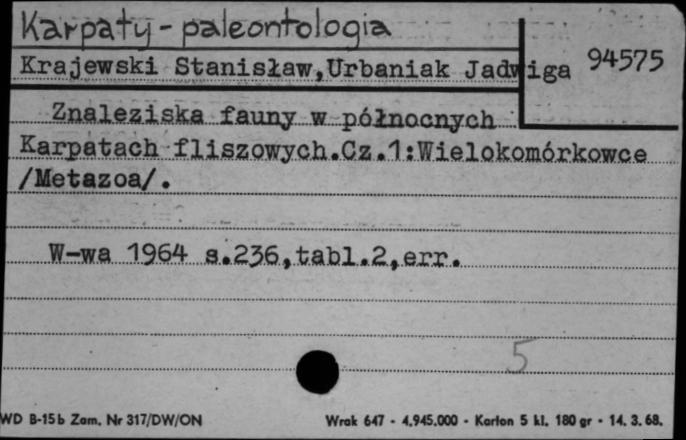 Karpaty - paleontologia
94575
Krajewski Stanisław,Urbaniak Jadwiga
Znaleziska fauny w północnych
Karpatach fliszowych.Cz.1:Wielokomórkowce
/Metazoa/.
W-wa 1964 s.236,tabl.2,err.
5
WD B-15b Zam. Nr 317/DW/ON Wrak 647 - 4.945.000 - Karton 5 kl. 180 gr - 14. 3. 68.